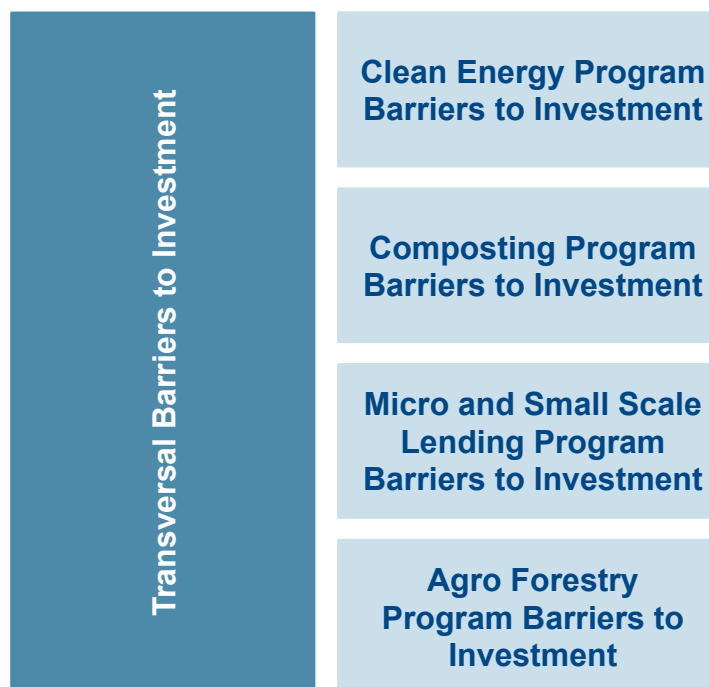 Transversal Barriers to Investment
Clean Energy Program
Barriers to Investment
Composting Program
Barriers to Investment
Micro and Small Scale
Lending Program
Barriers to Investment
Agro Forestry
Program Barriers to
Investment